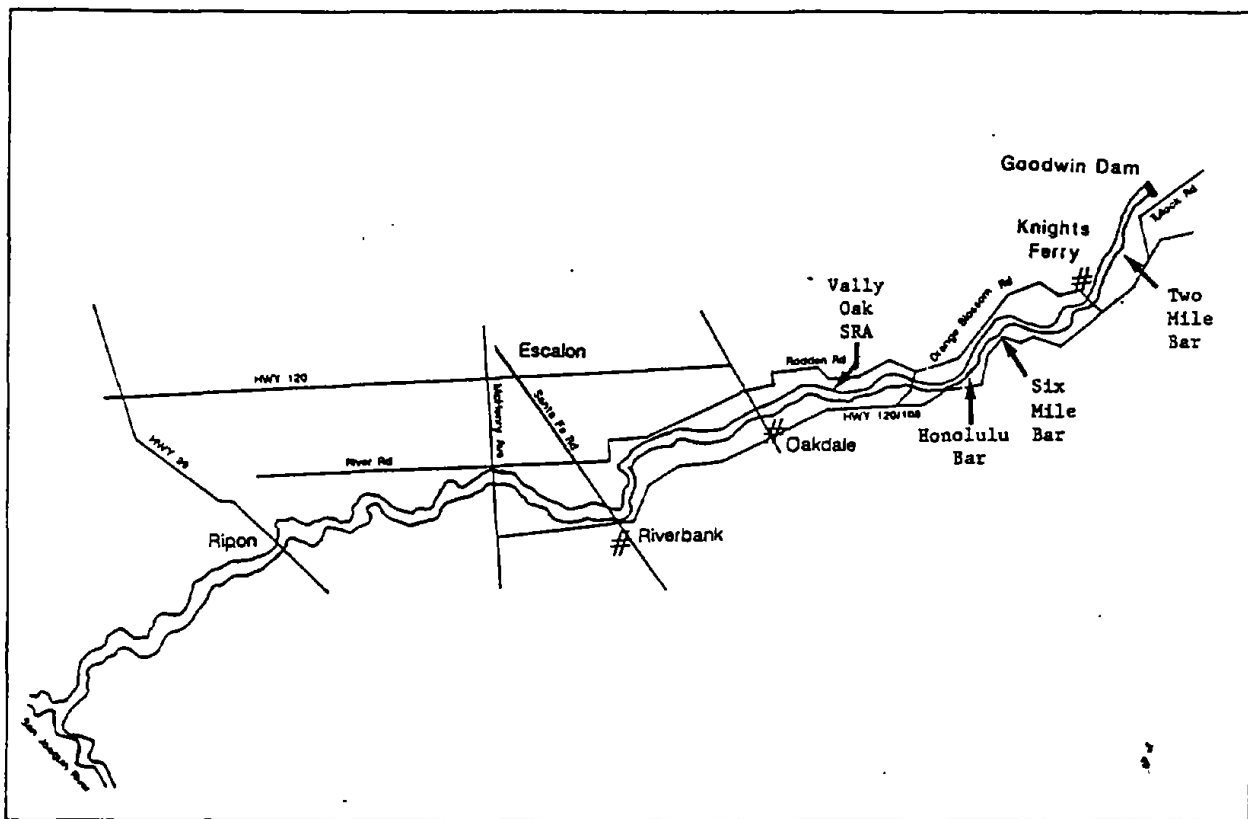 Goodwin Dam
Tulloch Rd
Knights
Ferry
#
Two
Mile
Bar
Orange Blossom Rd
Vally
Oak
SRA
Rodden Rd
Six
Mile
Bar
Honolulu
Bar
HWY 120/108
Escalon
HWY 120
McHenry Ave
Santa Fe Rd
#
Oakdale
HWY 99
River Rd
Ripon
Riverbank
#
San Joaquin River